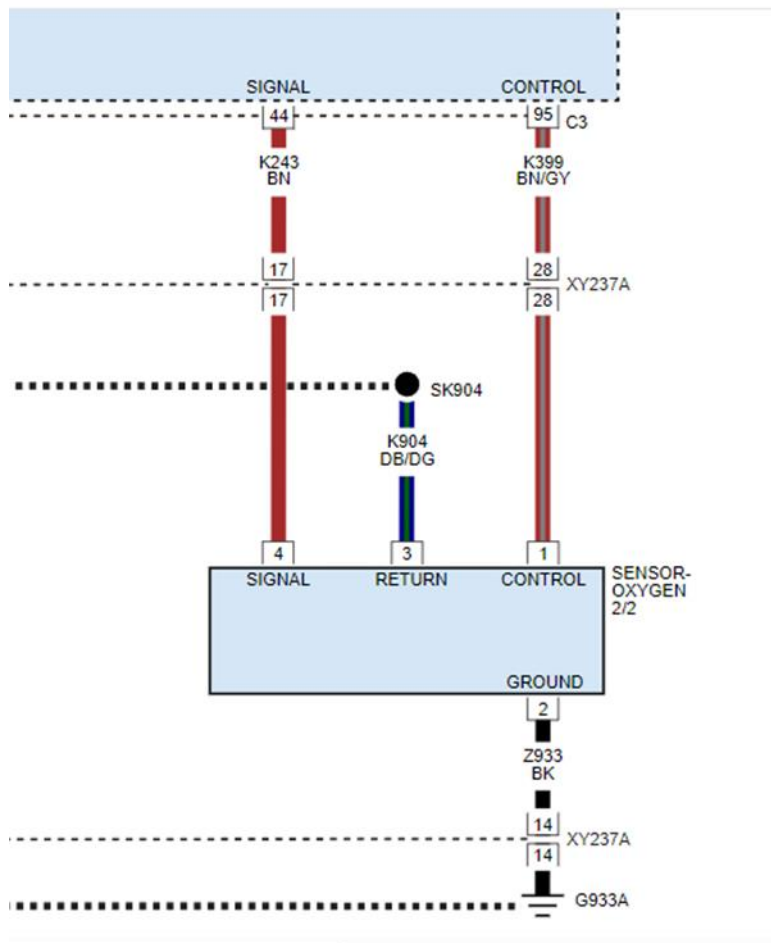 SIGNAL CONTROL
44 95 C3
K243 K399
BN BN/GY
17 28
XY237A
17 28
SK904
K904
DB/DG
4 3 1
SIGNAL RETURN CONTROL
SENSOR-
OXYGEN
2/2
GROUND
2
Z933
BK
14
XY237A
14
G933A